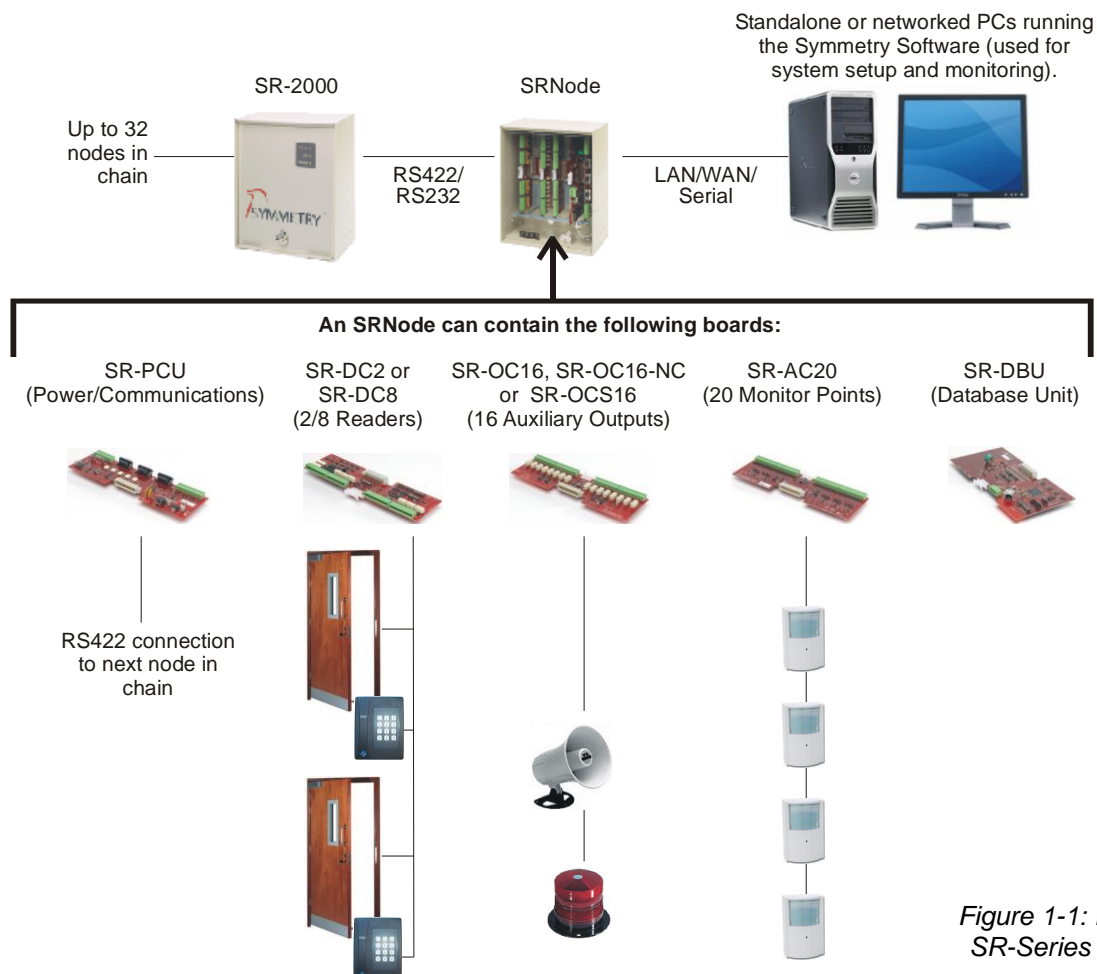 Standalone or networked PCs running
the Symmetry Software (used for
system setup and monitoring).
SR-2000
SRNode
Up to 32
nodes in
chain
RS422/
RS232
LAN/WAN/
Serial
SYMMETRY
An SRNode can contain the following boards:
SR-PCU
(Power/Communications)
SR-DC2 or
SR-DC8
(2/8 Readers)
SR-OC16, SR-OC16-NC
or SR-OCS16
(16 Auxiliary Outputs)
SR-AC20
(20 Monitor Points)
SR-DBU
(Database Unit)
RS422 connection
to next node in
chain
Figure 1-1:
SR-Series